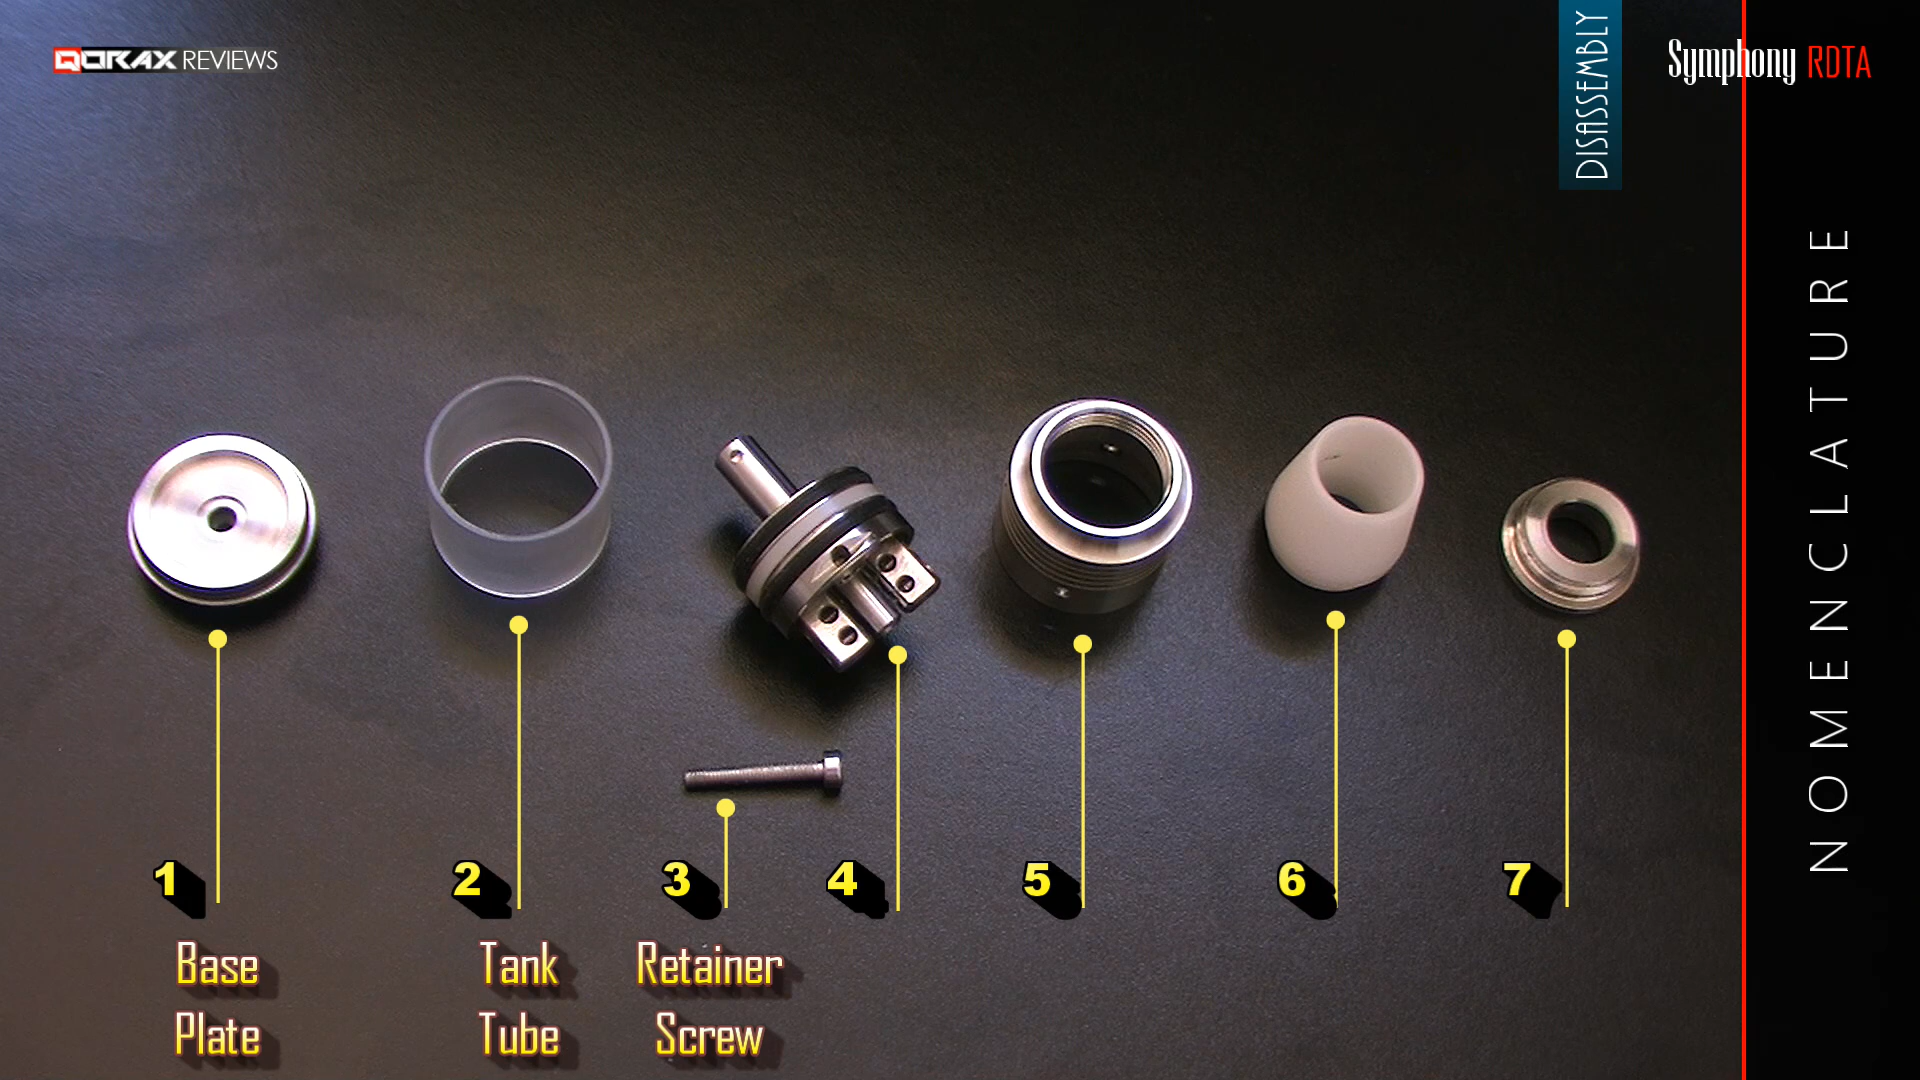 QORAX REVIEWS
DISASSEMBLY
Symphony RDTA
NOMENCLATURE
1 2 3 4 5 6 7
Base Plate
Tank Tube
Retainer Screw